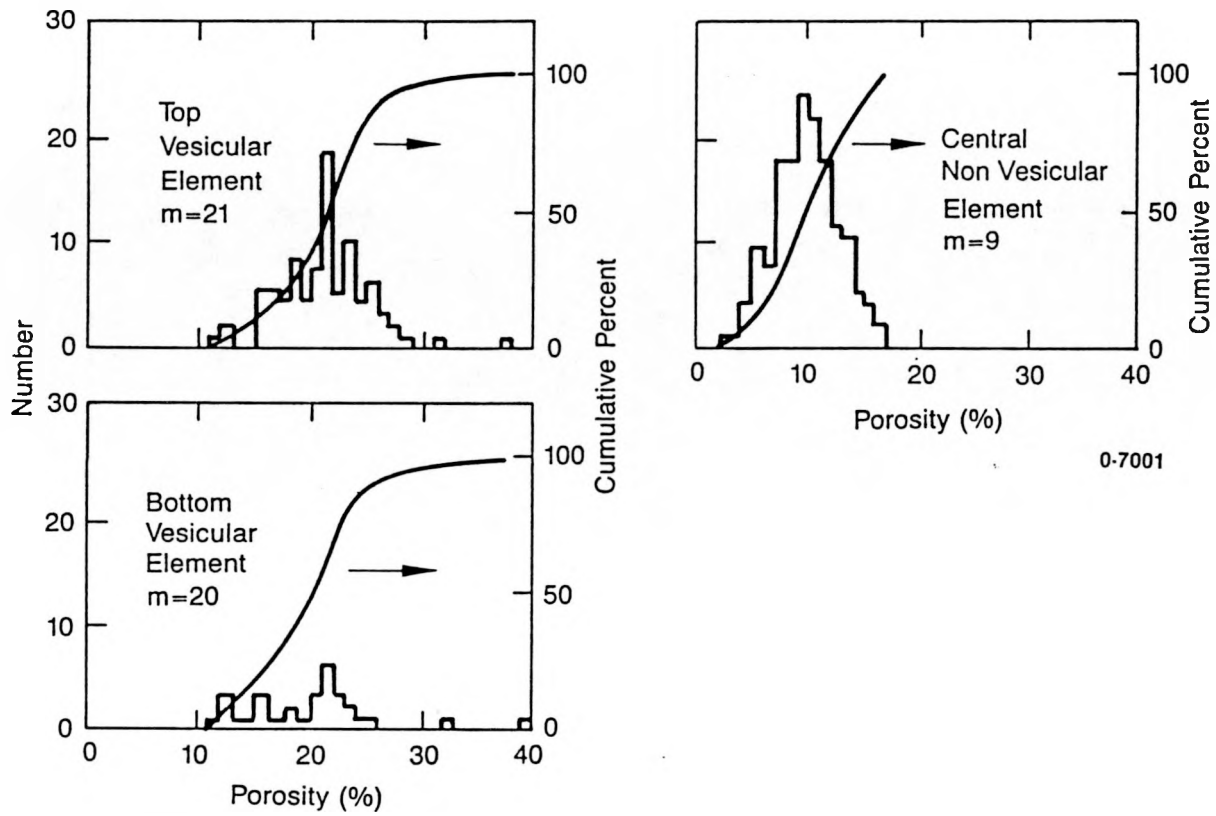 30
20
10
0
Number
Top
Vesicular
Element
m=21
100
50
0
Cumulative Percent
30
20
10
0
Bottom
Vesicular
Element
m=20
100
50
0
0
10
20
30
40
Porosity (%)
Central
Non Vesicular
Element
m=9
100
50
0
Cumulative Percent
0
10
20
30
40
Porosity (%)
0-7001